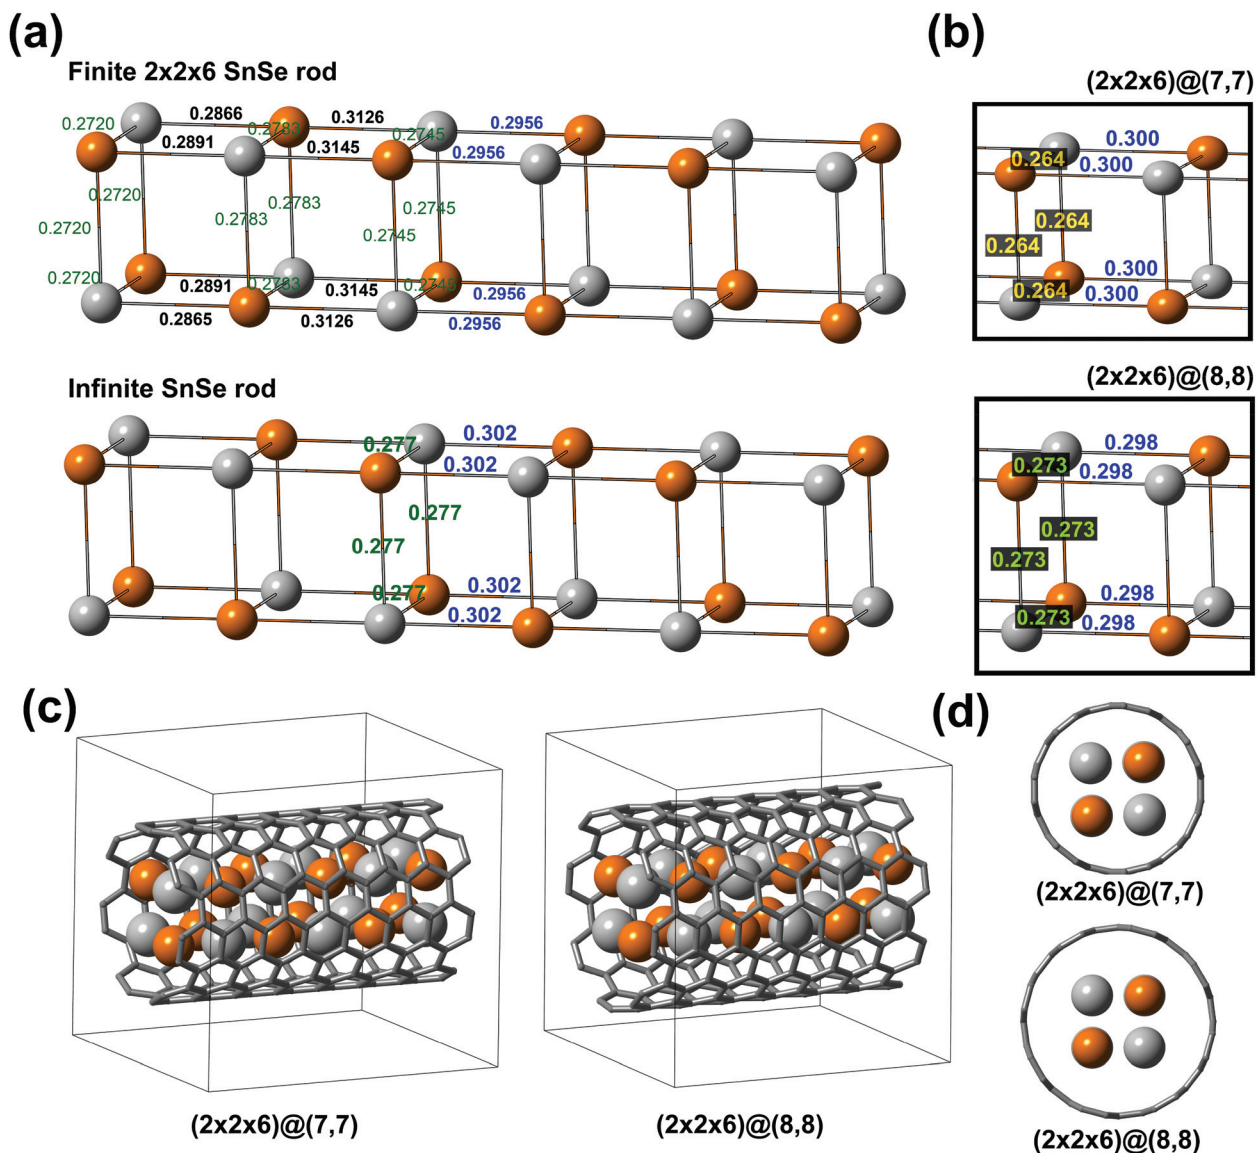 (a)
Finite 2x2x6 SnSe rod
0.2720 0.2866 0.2783 0.3126 0.2745 0.2956
0.2891 0.3145 0.2956
0.2720 0.2783 0.2745
0.2720 0.2783 0.2745
0.2720 0.2891 0.2783 0.3145 0.2745 0.2956
0.2865 0.3126 0.2956
Infinite SnSe rod
0.277 0.302
0.302
0.277
0.277
0.277 0.302
0.302
(b)
(2x2x6)@(7,7)
0.264 0.300
0.300
0.264
0.264
0.264 0.300
0.300
(2x2x6)@(8,8)
0.273 0.298
0.298
0.273
0.273
0.273 0.298
0.298
(c)
(2x2x6)@(7,7)
(2x2x6)@(8,8)
(d)
(2x2x6)@(7,7)
(2x2x6)@(8,8)